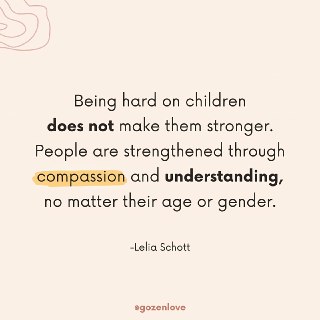 Being hard on children
does not make them stronger.
People are strengthened through
compassion and understanding,
no matter their age or gender.
-Lelia Schott
@gozenlove